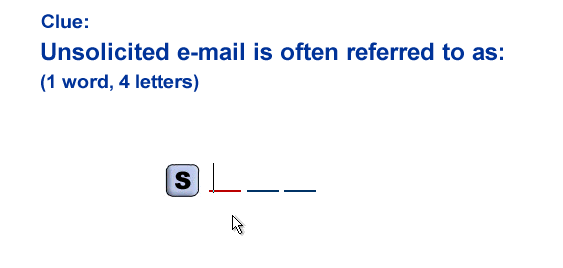 Clue:
Unsolicited e-mail is often referred to as:
(1 word, 4 letters)
S